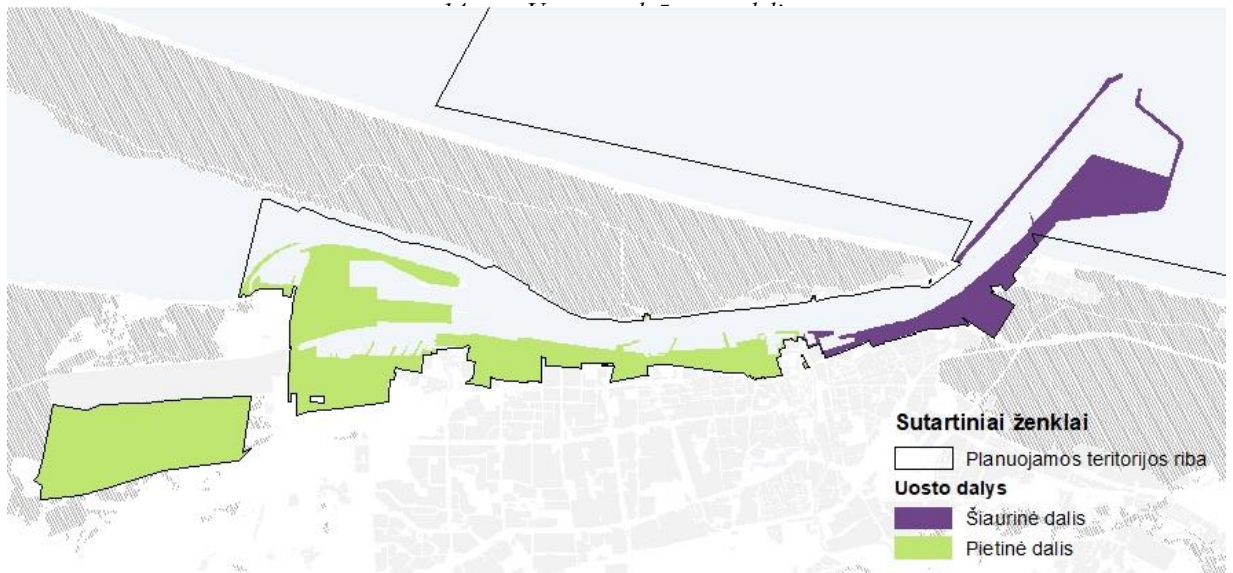 Sutartiniai ženklai
Planuojamos teritorijos riba
Uosto dalys
Šiaurinė dalis
Pietinė dalis